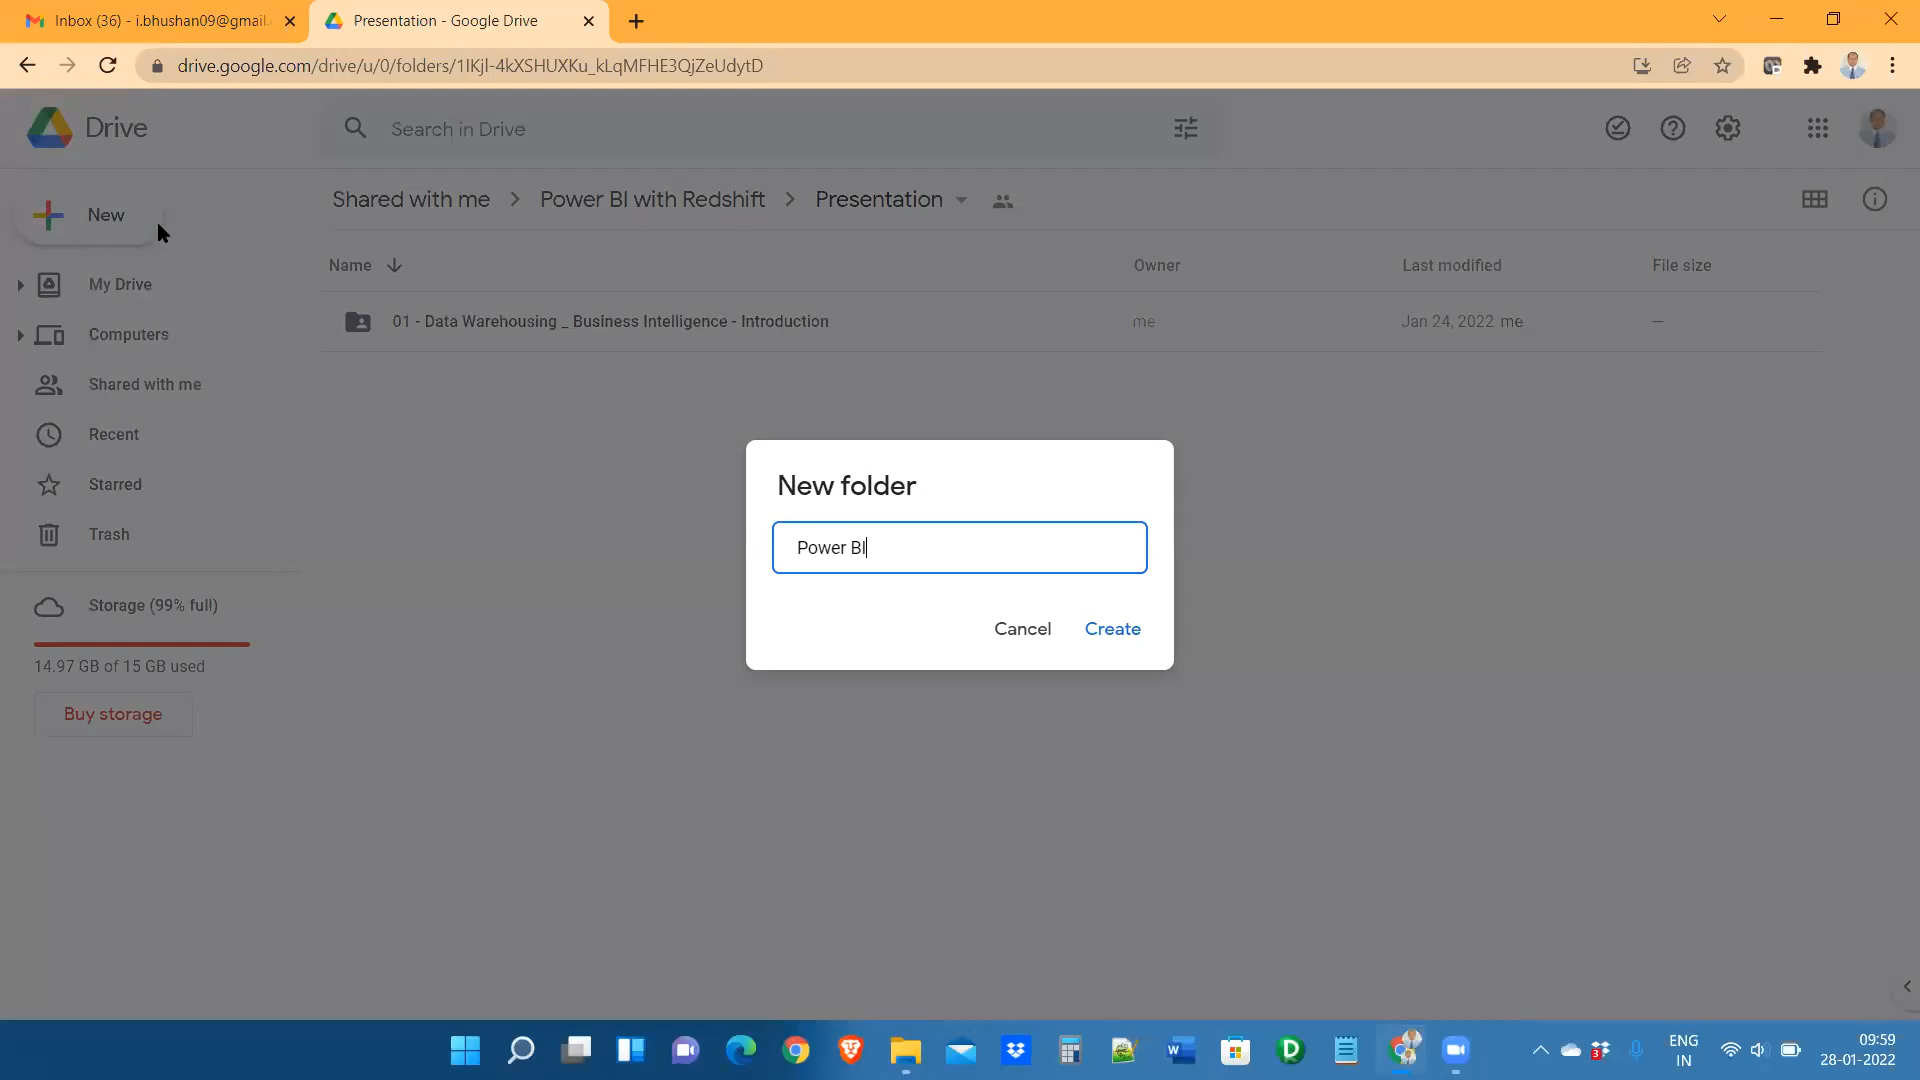 Inbox (36) - i.bhushan09@gmail.
Presentation - Google Drive
drive.google.com/drive/u/0/folders/1IKjl-4kXSHUXKu_kLqMFHE3QjZeUdytD
Drive
Search in Drive
New
Shared with me
Power BI with Redshift
Presentation
Name
Owner
Last modified
File size
My Drive
01 - Data Warehousing _ Business Intelligence - Introduction
me
Jan 24, 2022 me
—
Computers
Shared with me
Recent
Starred
Trash
New folder
Power BI
Cancel
Create
Storage (99% full)
14.97 GB of 15 GB used
Buy storage
3
ENG
IN
09:59
28-01-2022